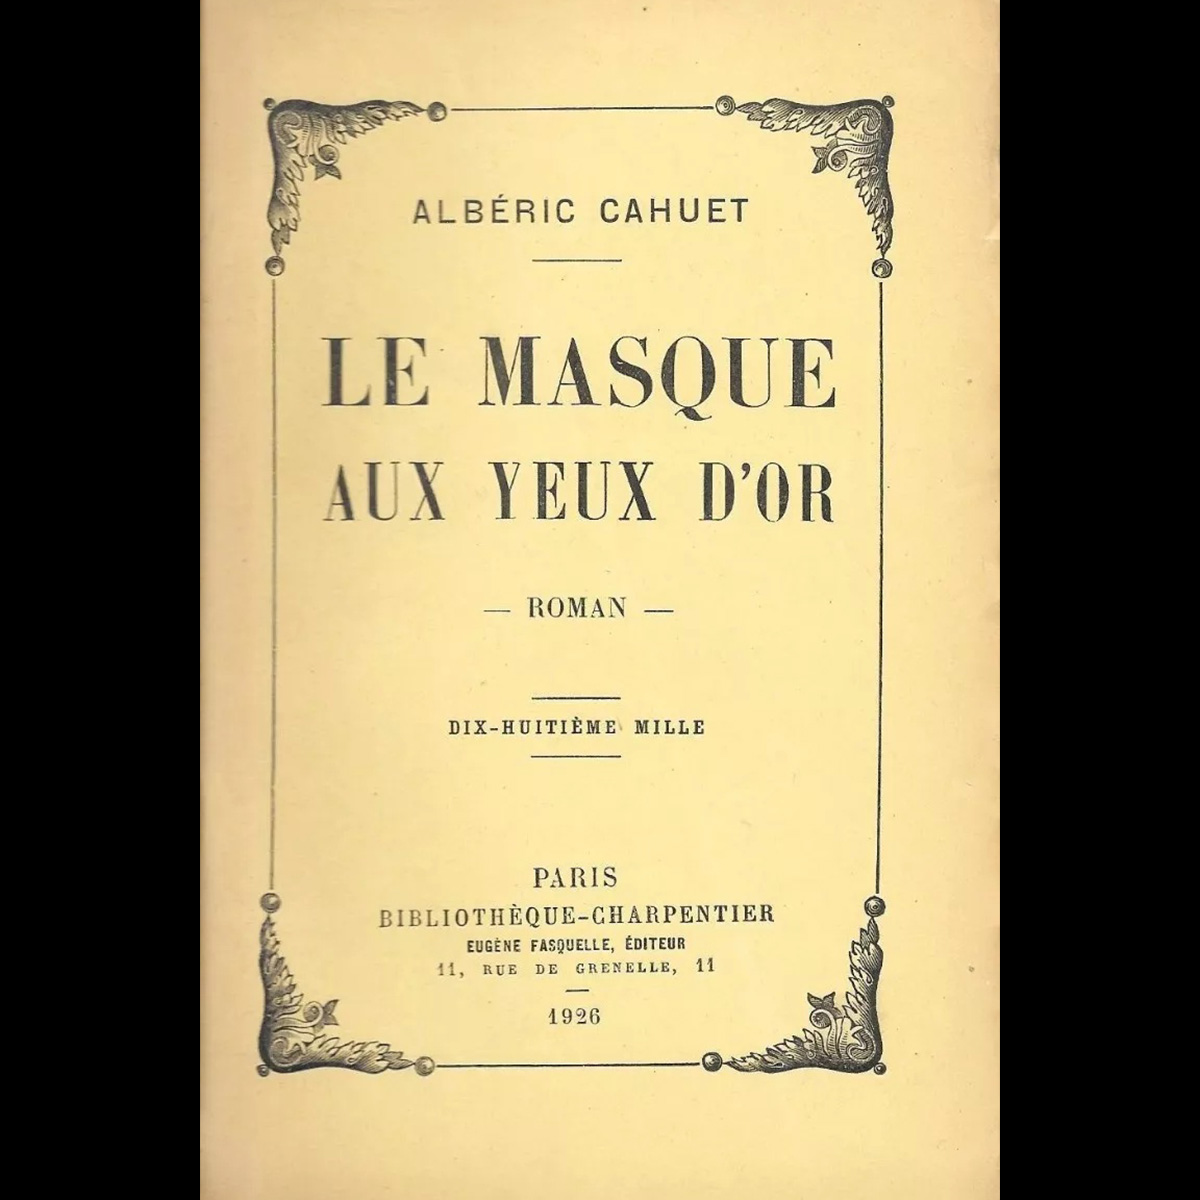 ALBÉRIC CAHUET
LE MASQUE
AUX YEUX D'OR
— ROMAN —
DIX-HUITIÈME MILLE
PARIS
BIBLIOTHÈQUE-CHARPENTIER
EUGÈNE FASQUELLE, ÉDITEUR
11, RUE DE GRENELLE, 11
1926